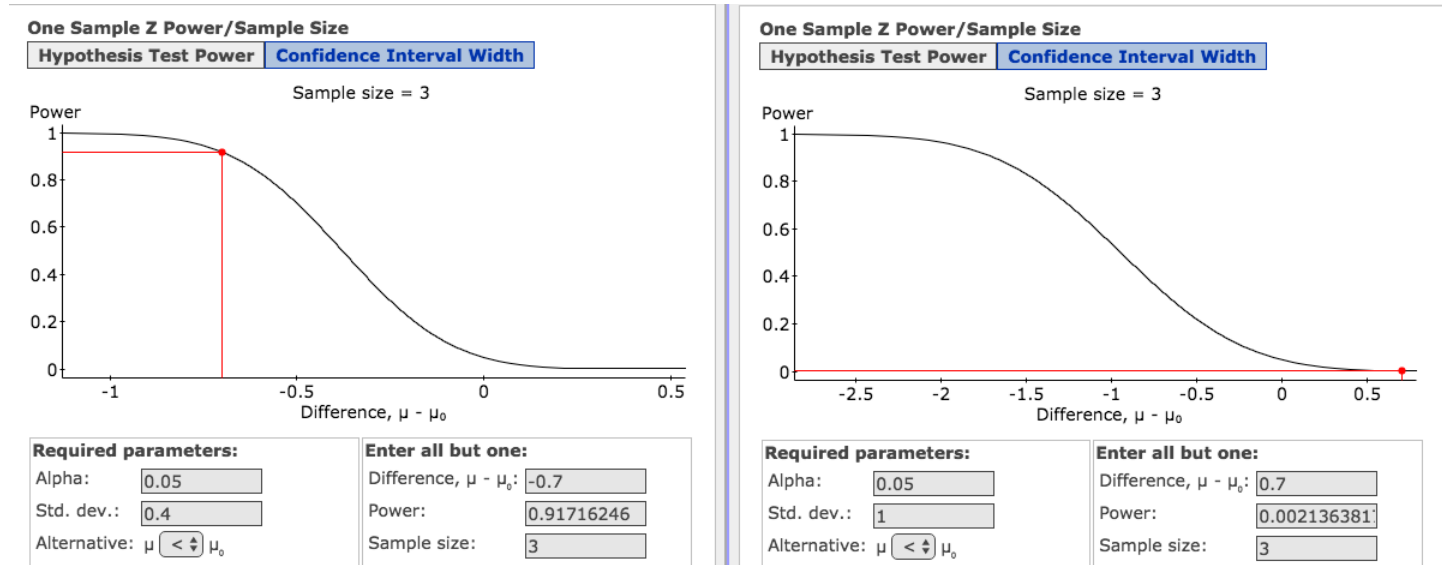 One Sample Z Power/Sample Size
Hypothesis Test Power Confidence Interval Width
Sample size = 3
Power
1
0.8
0.6
0.4
0.2
0
-1 -0.5 0 0.5
Difference, μ - μ₀
Required parameters: Enter all but one:
Alpha: 0.05 Difference, μ - μ₀: -0.7
Std. dev.: 0.4 Power: 0.91716246
Alternative: μ < μ₀ Sample size: 3
One Sample Z Power/Sample Size
Hypothesis Test Power Confidence Interval Width
Sample size = 3
Power
1
0.8
0.6
0.4
0.2
0
-2.5 -2 -1.5 -1 -0.5 0 0.5
Difference, μ - μ₀
Required parameters: Enter all but one:
Alpha: 0.05 Difference, μ - μ₀: 0.7
Std. dev.: 1 Power: 0.002136381
Alternative: μ < μ₀ Sample size: 3